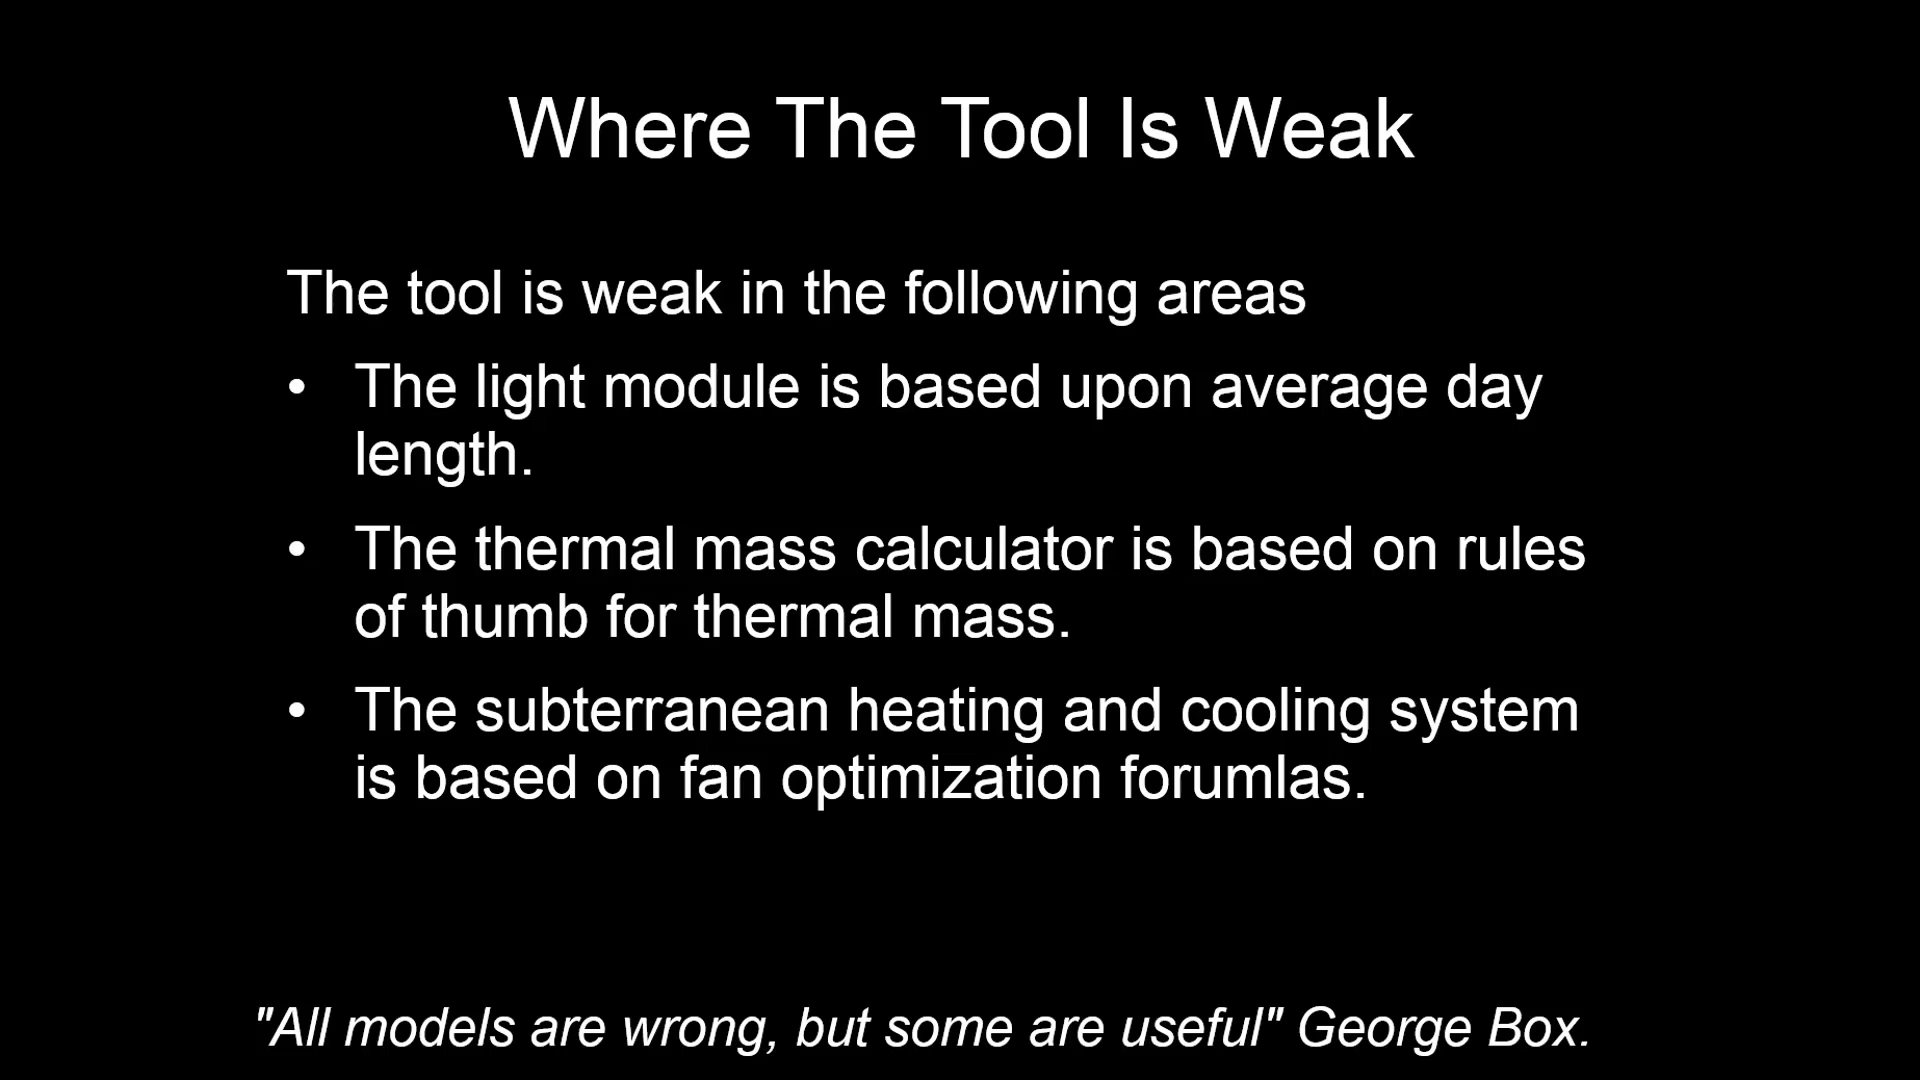 Where The Tool Is Weak
The tool is weak in the following areas
• The light module is based upon average day
length.
• The thermal mass calculator is based on rules
of thumb for thermal mass.
• The subterranean heating and cooling system
is based on fan optimization forumlas.
"All models are wrong, but some are useful" George Box.